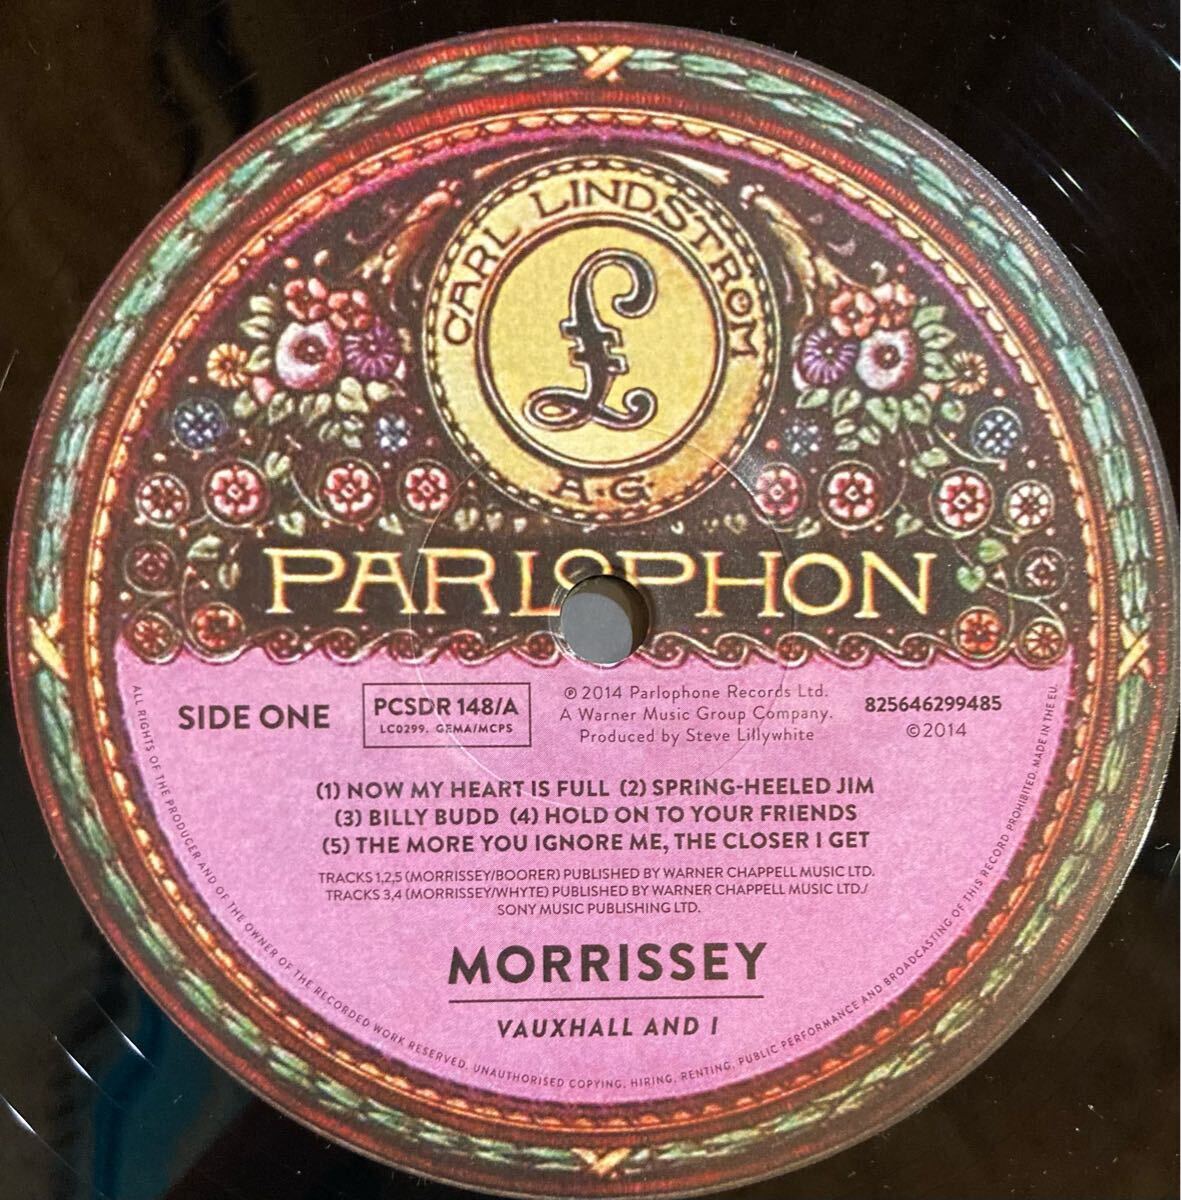 CARL LINDSTROM
£
A·G·
PARLOPHON
SIDE ONE
PCSDR 148/A
LC0299. GEMA/MCPS
℗ 2014 Parlophone Records Ltd.
A Warner Music Group Company.
Produced by Steve Lillywhite
825646299485
©2014
(1) NOW MY HEART IS FULL (2) SPRING-HEELED JIM
(3) BILLY BUDD (4) HOLD ON TO YOUR FRIENDS
(5) THE MORE YOU IGNORE ME, THE CLOSER I GET
TRACKS 1,2,5 (MORRISSEY/BOORER) PUBLISHED BY WARNER CHAPPELL MUSIC LTD.
TRACKS 3,4 (MORRISSEY/WHYTE) PUBLISHED BY WARNER CHAPPELL MUSIC LTD./
SONY MUSIC PUBLISHING LTD.
MORRISSEY
VAUXHALL AND I
ALL RIGHTS OF THE PRODUCER AND OF THE OWNER OF THE RECORDED WORK RESERVED. UNAUTHORISED COPYING, HIRING, RENTING, PUBLIC PERFORMANCE AND BROADCASTING OF THIS RECORD PROHIBITED. MADE IN THE EU.